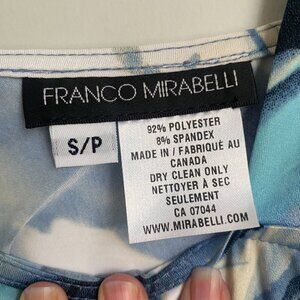 FRANCO MIRABELLI
S/P
92% POLYESTER
8% SPANDEX
MADE IN / FABRIQUÉ AU
CANADA
DRY CLEAN ONLY
NETTOYER À SEC
SEULEMENT
CA 07044
WWW.MIRABELLI.COM